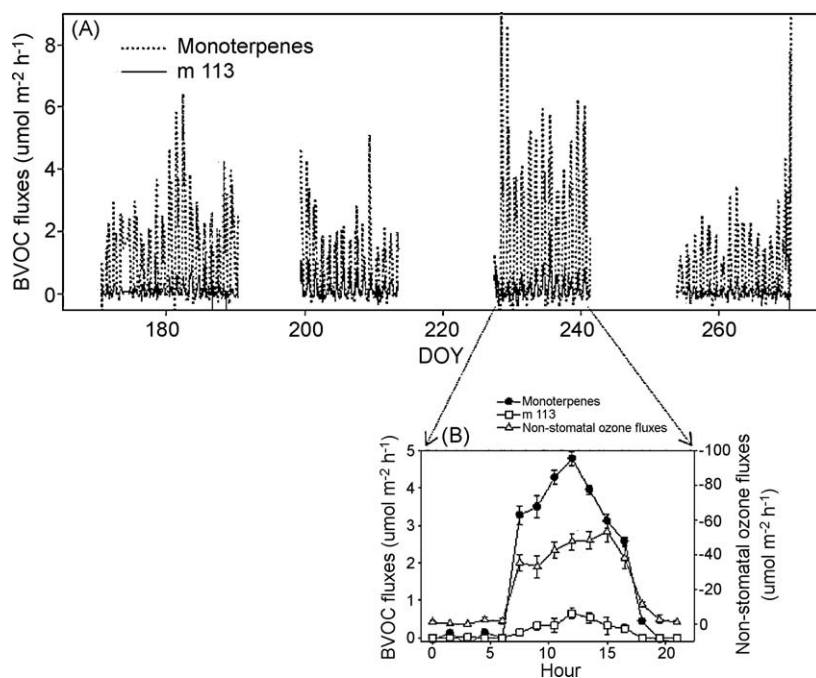 (A)
Monoterpenes
m 113
BVOC fluxes (umol m-2 h-1)
8
6
4
2
0
180 200 220 240 260
DOY
Monoterpenes
m 113
Non-stomatal ozone fluxes
(B)
BVOC fluxes (umol m-2 h-1)
5
4
3
2
1
0
-100
-80
-60
-40
-20
0
Non-stomatal ozone fluxes
(umol m-2 h-1)
0 5 10 15 20
Hour